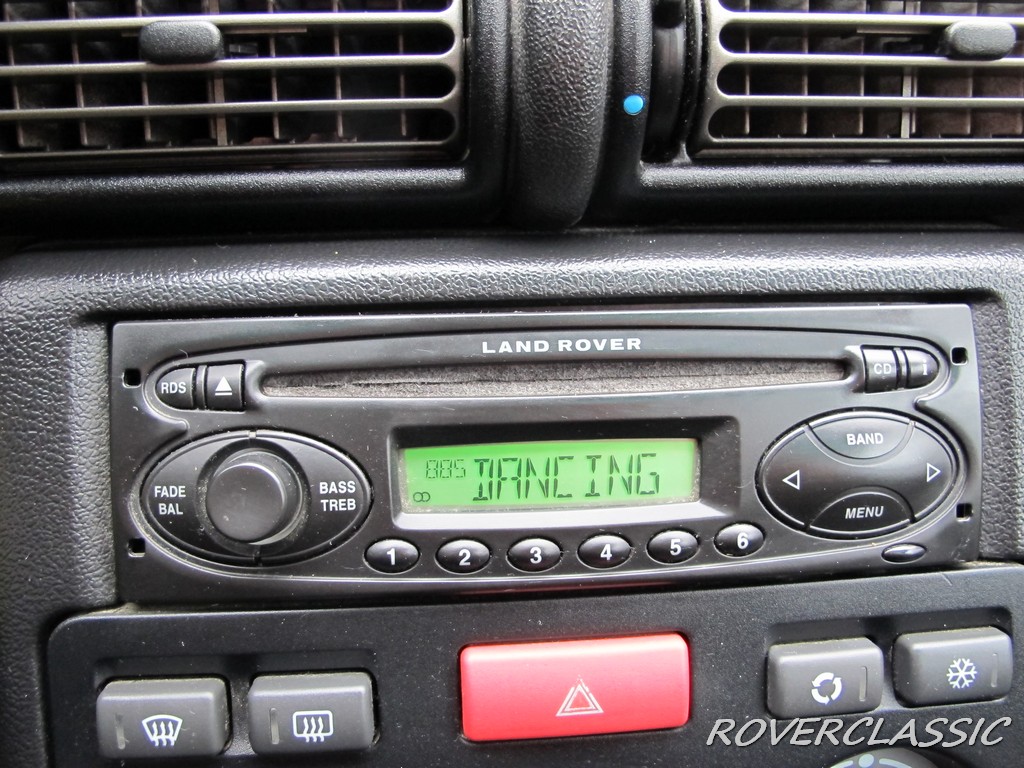 LAND ROVER
RDS
CD
i
FADE
BAL
BASS
TREB
885 DANCING
BAND
MENU
1 2 3 4 5 6
ROVERCLASSIC